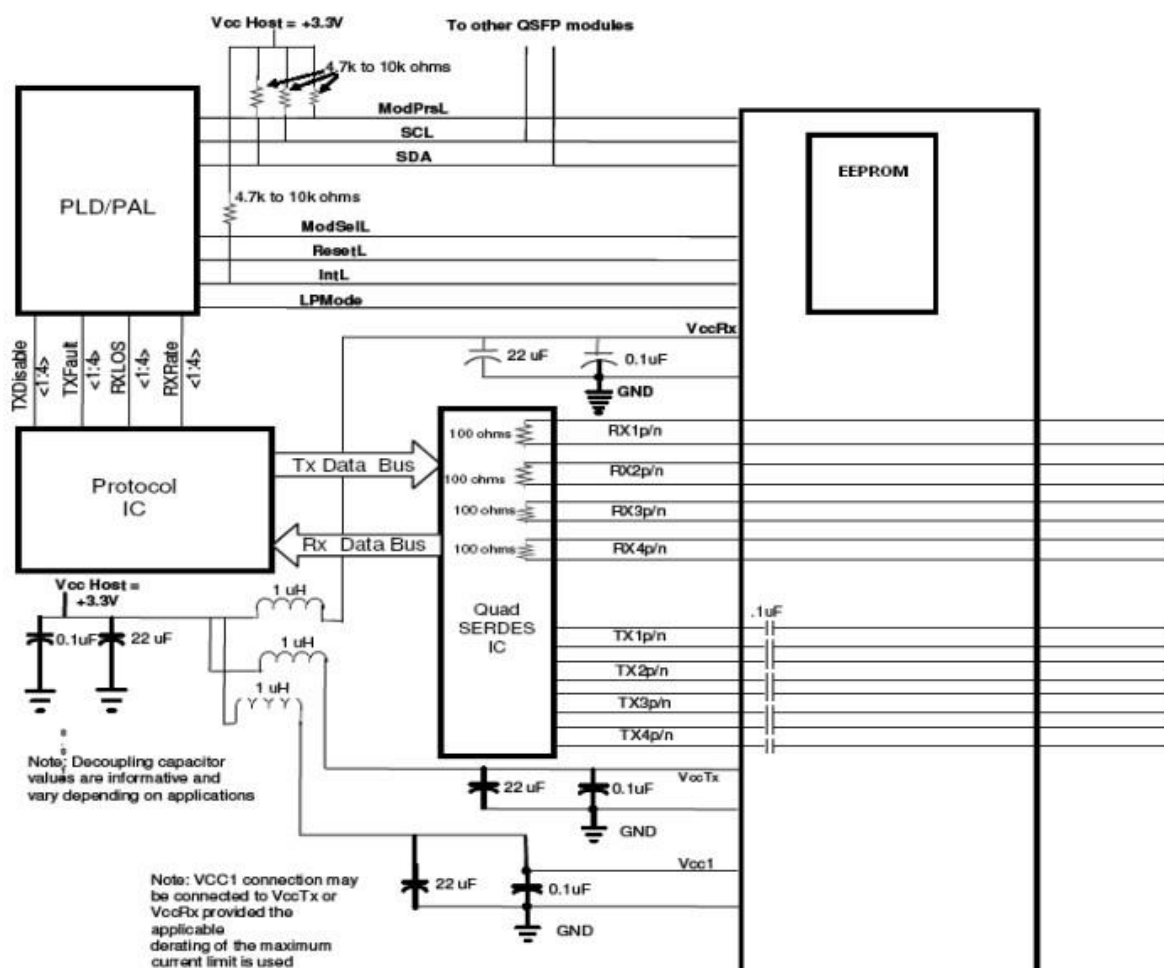 Vcc Host = +3.3V
To other QSFP modules
4.7k to 10k ohms
ModPrsL
SCL
SDA
EEPROM
PLD/PAL
4.7k to 10k ohms
ModSelL
ResetL
IntL
LPMode
VccRx
TXDisable
<1:4>
TXFault
<1:4>
RXLOS
<1:4>
RXRate
<1:4>
22 uF
0.1uF
GND
100 ohms
RX1p/n
Tx Data Bus
100 ohms
RX2p/n
Protocol
IC
100 ohms
RX3p/n
Rx Data Bus
100 ohms
RX4p/n
Vcc Host =
+3.3V
1 uH
0.1uF
22 uF
1 uH
1 uH
Quad
SERDES
IC
.1uF
TX1p/n
TX2p/n
TX3p/n
TX4p/n
Note: Decoupling capacitor
values are informative and
vary depending on applications
VccTx
22 uF
0.1uF
GND
Vcc1
22 uF
0.1uF
GND
Note: VCC1 connection may
be connected to VccTx or
VccRx provided the
applicable
derating of the maximum
current limit is used